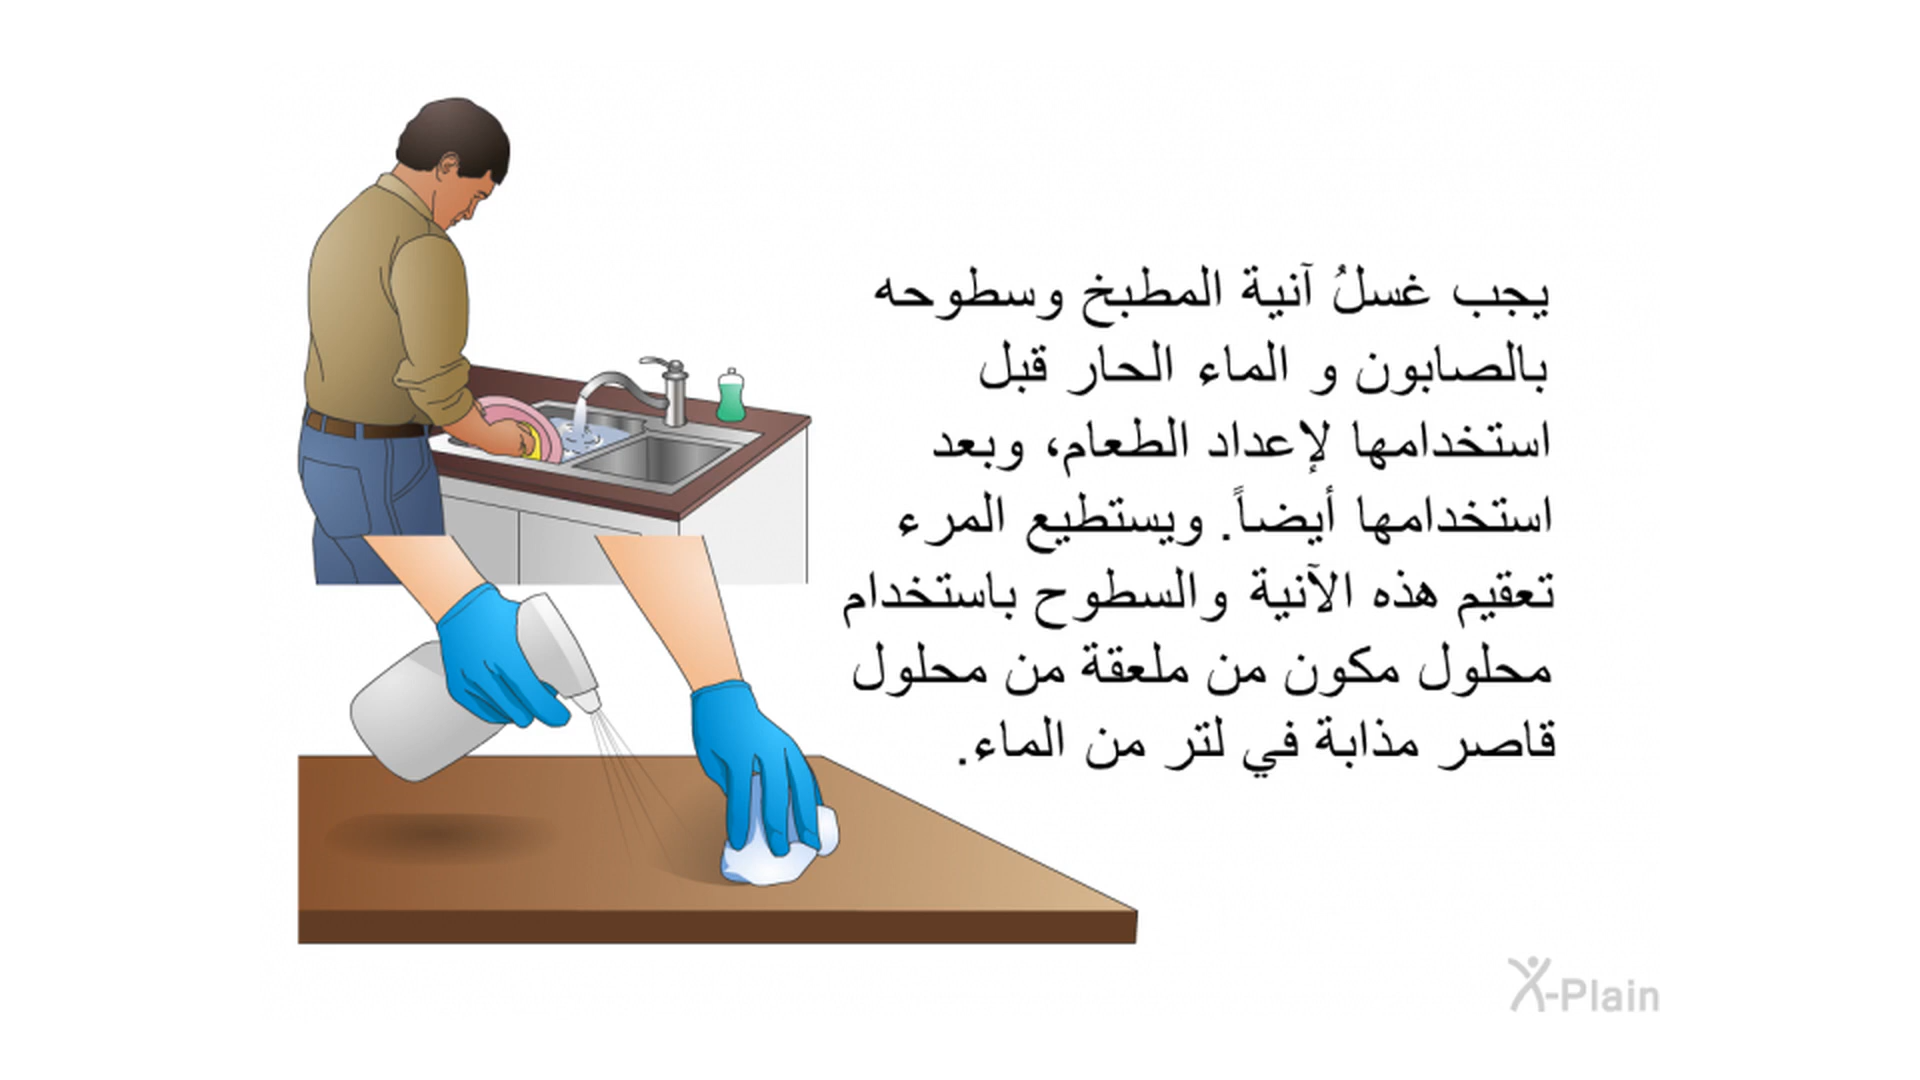 يجب غسلُ آنية المطبخ وسطوحه
بالصابون و الماء الحار قبل
استخدامها لإعداد الطعام، وبعد
استخدامها أيضاً. ويستطيع المرء
تعقيم هذه الآنية والسطوح باستخدام
محلول مكون من ملعقة من محلول
قاصر مذابة في لتر من الماء.
X-Plain